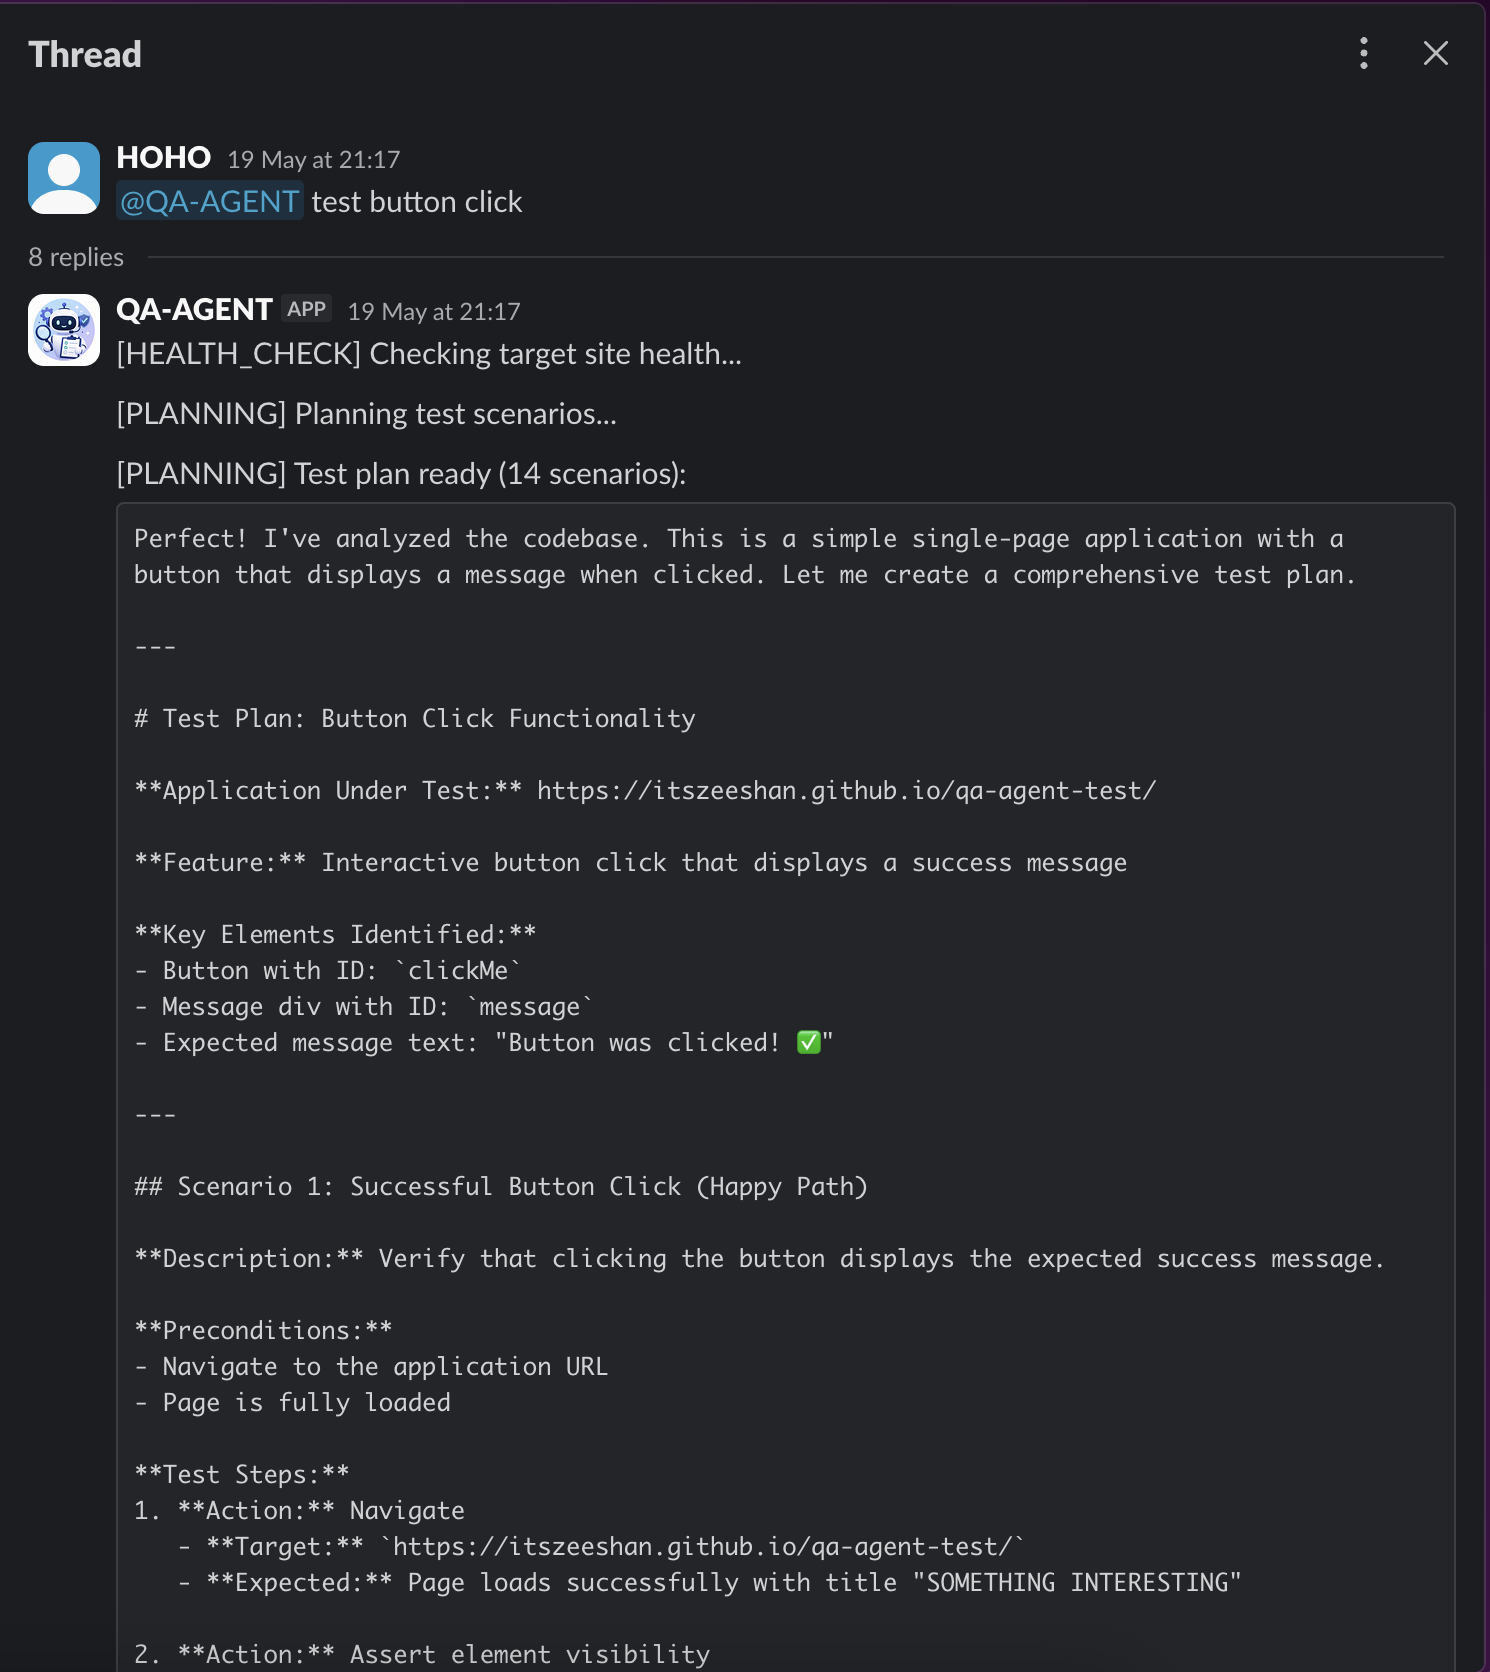 Thread
HOHO 19 May at 21:17
@QA-AGENT test button click
8 replies
QA-AGENT APP 19 May at 21:17
[HEALTH_CHECK] Checking target site health...
[PLANNING] Planning test scenarios...
[PLANNING] Test plan ready (14 scenarios):
Perfect! I've analyzed the codebase. This is a simple single-page application with a
button that displays a message when clicked. Let me create a comprehensive test plan.
---
# Test Plan: Button Click Functionality
**Application Under Test:** https://itszeeshan.github.io/qa-agent-test/
**Feature:** Interactive button click that displays a success message
**Key Elements Identified:**
- Button with ID: `clickMe`
- Message div with ID: `message`
- Expected message text: "Button was clicked! ✅"
---
## Scenario 1: Successful Button Click (Happy Path)
**Description:** Verify that clicking the button displays the expected success message.
**Preconditions:**
- Navigate to the application URL
- Page is fully loaded
**Test Steps:**
1. **Action:** Navigate
- **Target:** `https://itszeeshan.github.io/qa-agent-test/`
- **Expected:** Page loads successfully with title "SOMETHING INTERESTING"
2. **Action:** Assert element visibility